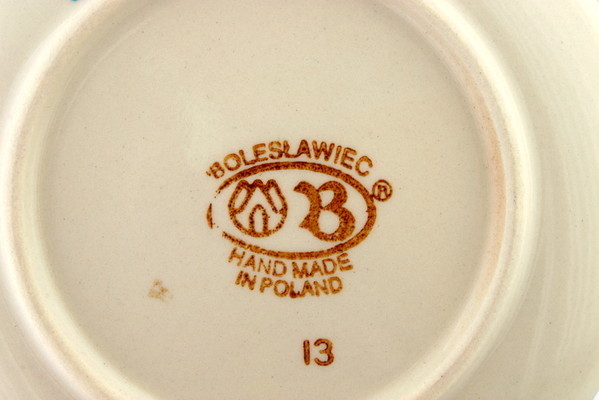 BOLESŁAWIEC
B ®
HAND MADE
IN POLAND
13